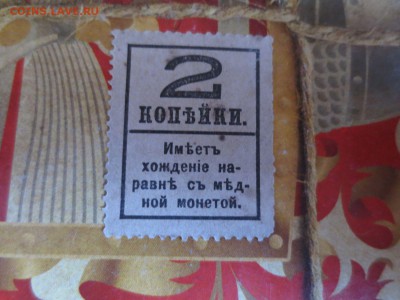 COINS.LAVE.RU
2
КОПѢЙКИ.
Имѣетъ
хожденіе на-
равнѣ съ мѣд-
ной монетой.